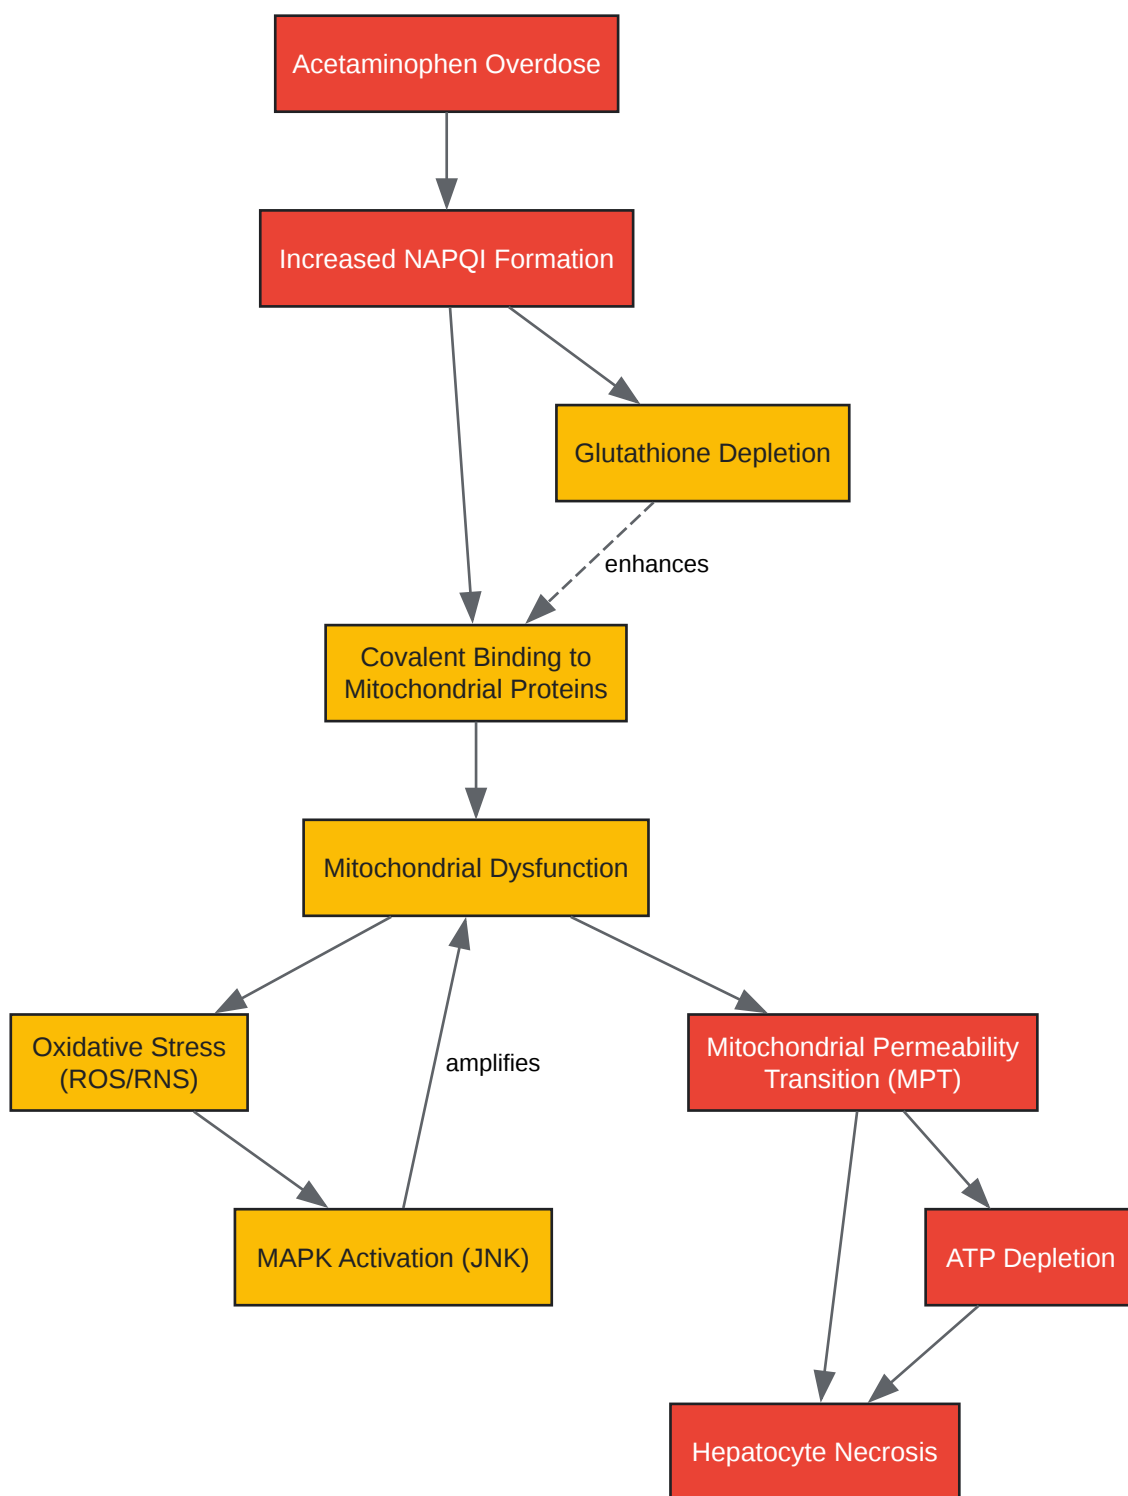 Acetaminophen Overdose
Increased NAPQI Formation
Glutathione Depletion
enhances
Covalent Binding to
Mitochondrial Proteins
Mitochondrial Dysfunction
Oxidative Stress
(ROS/RNS)
amplifies
Mitochondrial Permeability
Transition (MPT)
MAPK Activation (JNK)
ATP Depletion
Hepatocyte Necrosis